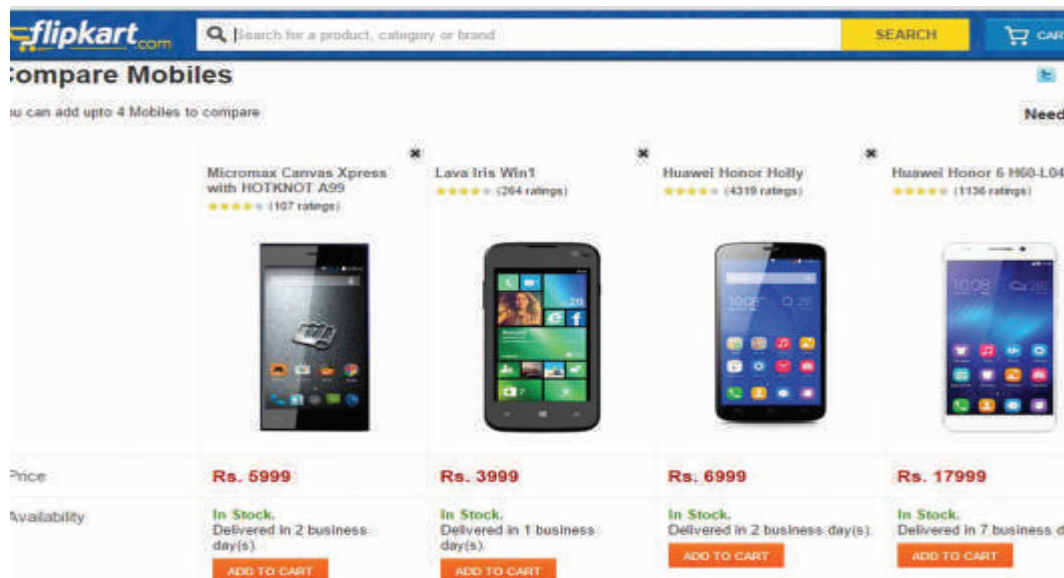 flipkart.com
Search for a product, category or brand
SEARCH
CAR
Compare Mobiles
ou can add upto 4 Mobiles to compare
Need
Micromax Canvas Xpress
with HOTKNOT A99
(107 ratings)
Lava Iris Win1
(264 ratings)
Huawei Honor Holly
(4319 ratings)
Huawei Honor 6 H60-L04
(1136 ratings)
Price
Rs. 5999
Rs. 3999
Rs. 6999
Rs. 17999
Availability
In Stock.
Delivered in 2 business
day(s).
ADD TO CART
In Stock.
Delivered in 1 business
day(s).
ADD TO CART
In Stock.
Delivered in 2 business day(s).
ADD TO CART
In Stock.
Delivered in 7 business d
ADD TO CART